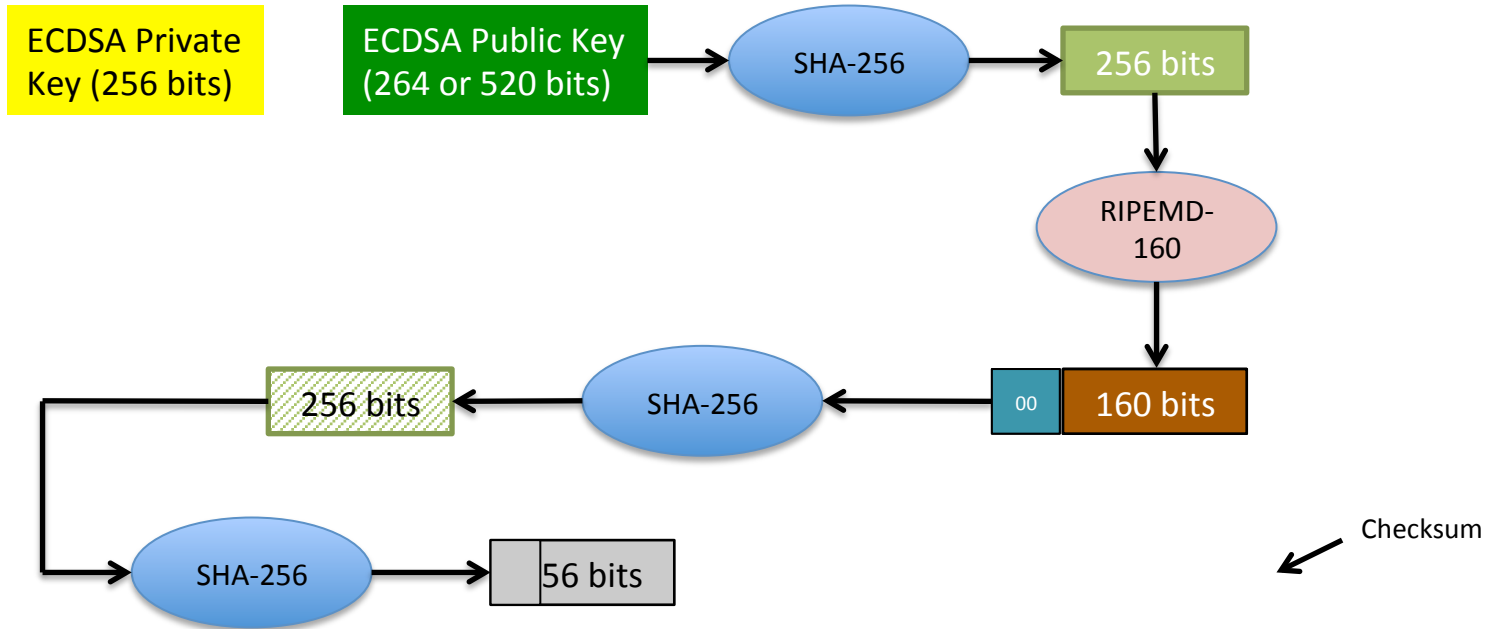 ECDSA Private
Key (256 bits)
ECDSA Public Key
(264 or 520 bits)
SHA-256
256 bits
RIPEMD-
160
00
160 bits
SHA-256
256 bits
SHA-256
56 bits
Checksum